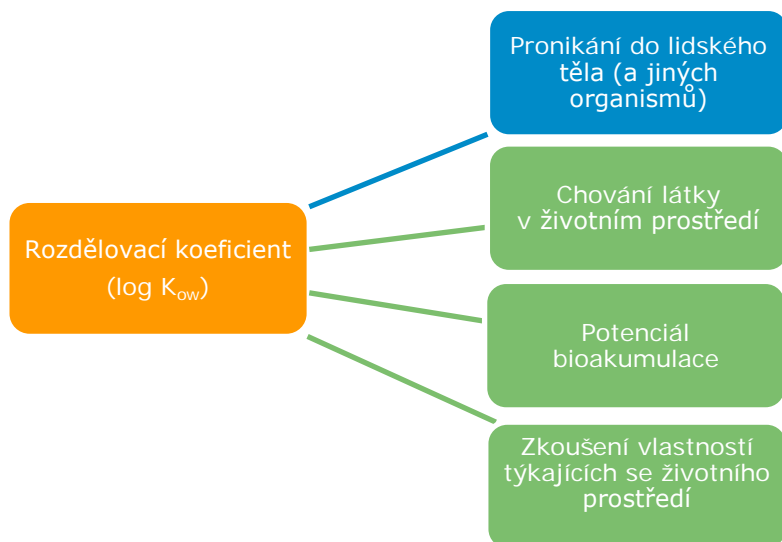 Pronikání do lidského
těla (a jiných
organismů)
Chování látky
v životním prostředí
Rozdělovací koeficient
(log Kow)
Potenciál
bioakumulace
Zkoušení vlastností
týkajících se životního
prostředí